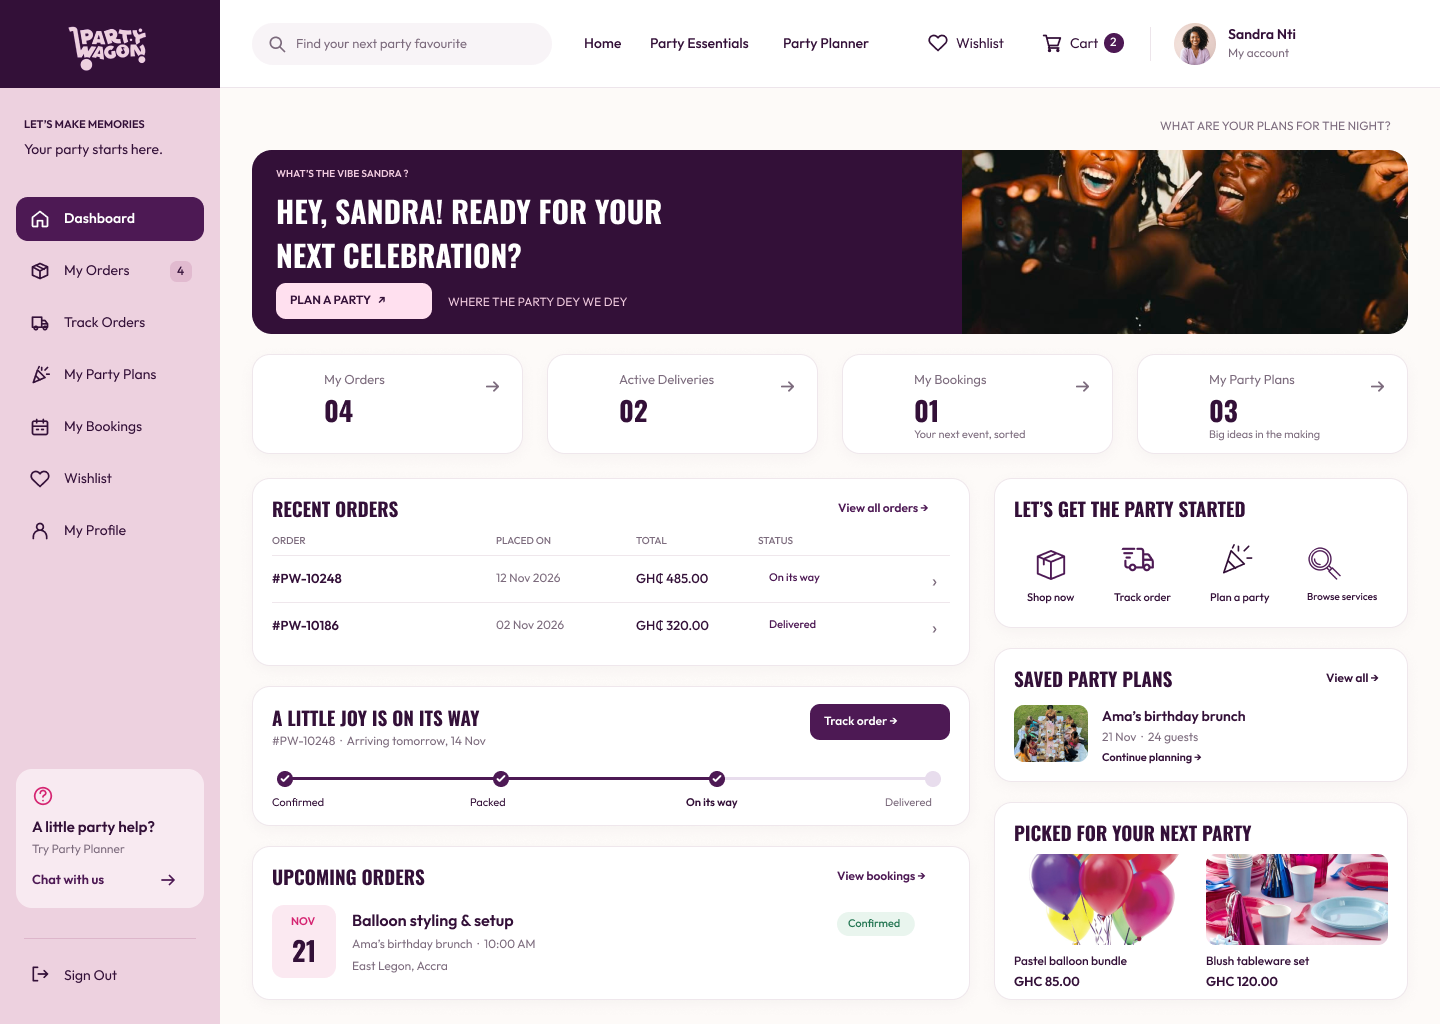 PARTY
WAGON
Find your next party favourite
Home
Party Essentials
Party Planner
Wishlist
Cart 2
Sandra Nti
My account
LET'S MAKE MEMORIES
Your party starts here.
Dashboard
My Orders 4
Track Orders
My Party Plans
My Bookings
Wishlist
My Profile
A little party help?
Try Party Planner
Chat with us →
Sign Out
WHAT ARE YOUR PLANS FOR THE NIGHT?
WHAT'S THE VIBE SANDRA ?
HEY, SANDRA! READY FOR YOUR
NEXT CELEBRATION?
PLAN A PARTY ↗
WHERE THE PARTY DEY WE DEY
My Orders →
04
Active Deliveries →
02
My Bookings →
01
Your next event, sorted
My Party Plans →
03
Big ideas in the making
RECENT ORDERS
View all orders →
ORDER PLACED ON TOTAL STATUS
#PW-10248 12 Nov 2026 GH₵ 485.00 On its way ›
#PW-10186 02 Nov 2026 GH₵ 320.00 Delivered ›
A LITTLE JOY IS ON ITS WAY
#PW-10248 · Arriving tomorrow, 14 Nov
Track order →
Confirmed Packed On its way Delivered
UPCOMING ORDERS
View bookings →
NOV
21
Balloon styling & setup
Ama's birthday brunch · 10:00 AM
East Legon, Accra
Confirmed
LET'S GET THE PARTY STARTED
Shop now Track order Plan a party Browse services
SAVED PARTY PLANS
View all →
Ama's birthday brunch
21 Nov · 24 guests
Continue planning →
PICKED FOR YOUR NEXT PARTY
Pastel balloon bundle
GHC 85.00
Blush tableware set
GHC 120.00